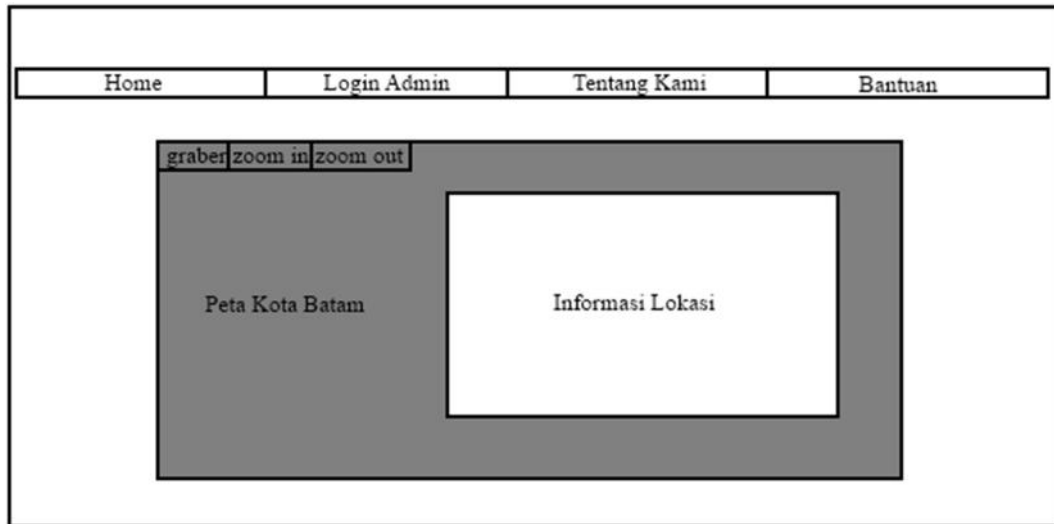 Home Login Admin Tentang Kami Bantuan
graber zoom in zoom out
Peta Kota Batam Informasi Lokasi